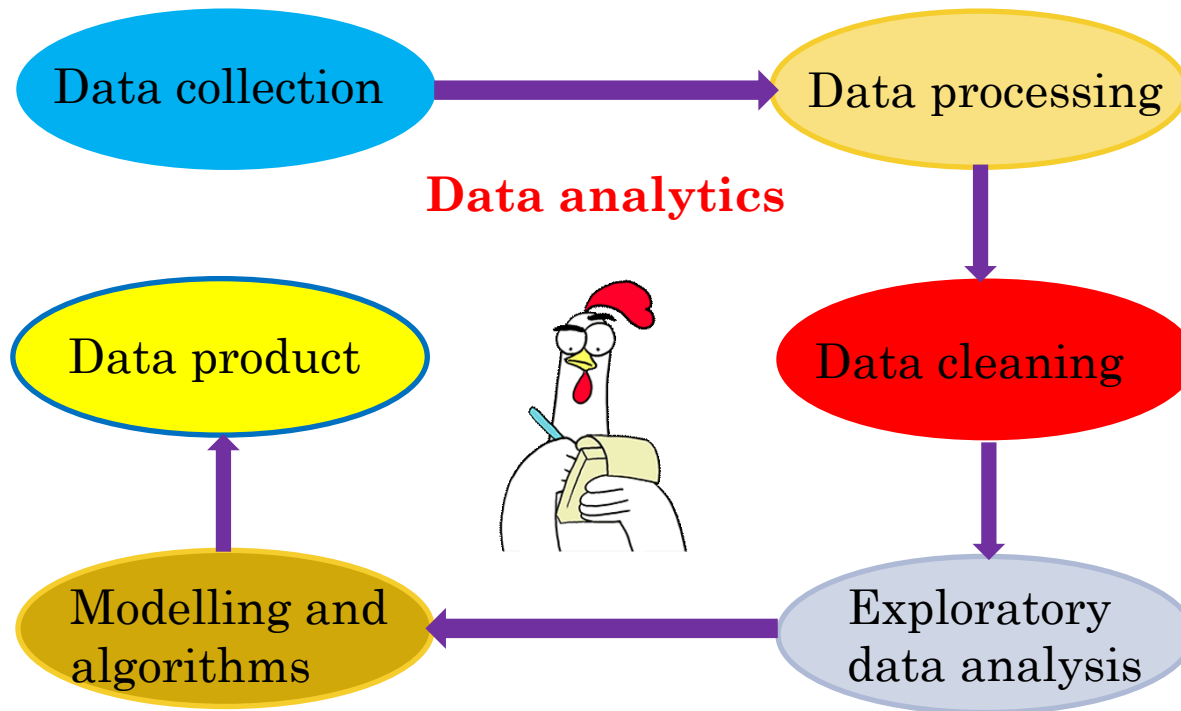 Data collection
Data processing
Data analytics
Data product
Data cleaning
Modelling and
algorithms
Exploratory
data analysis